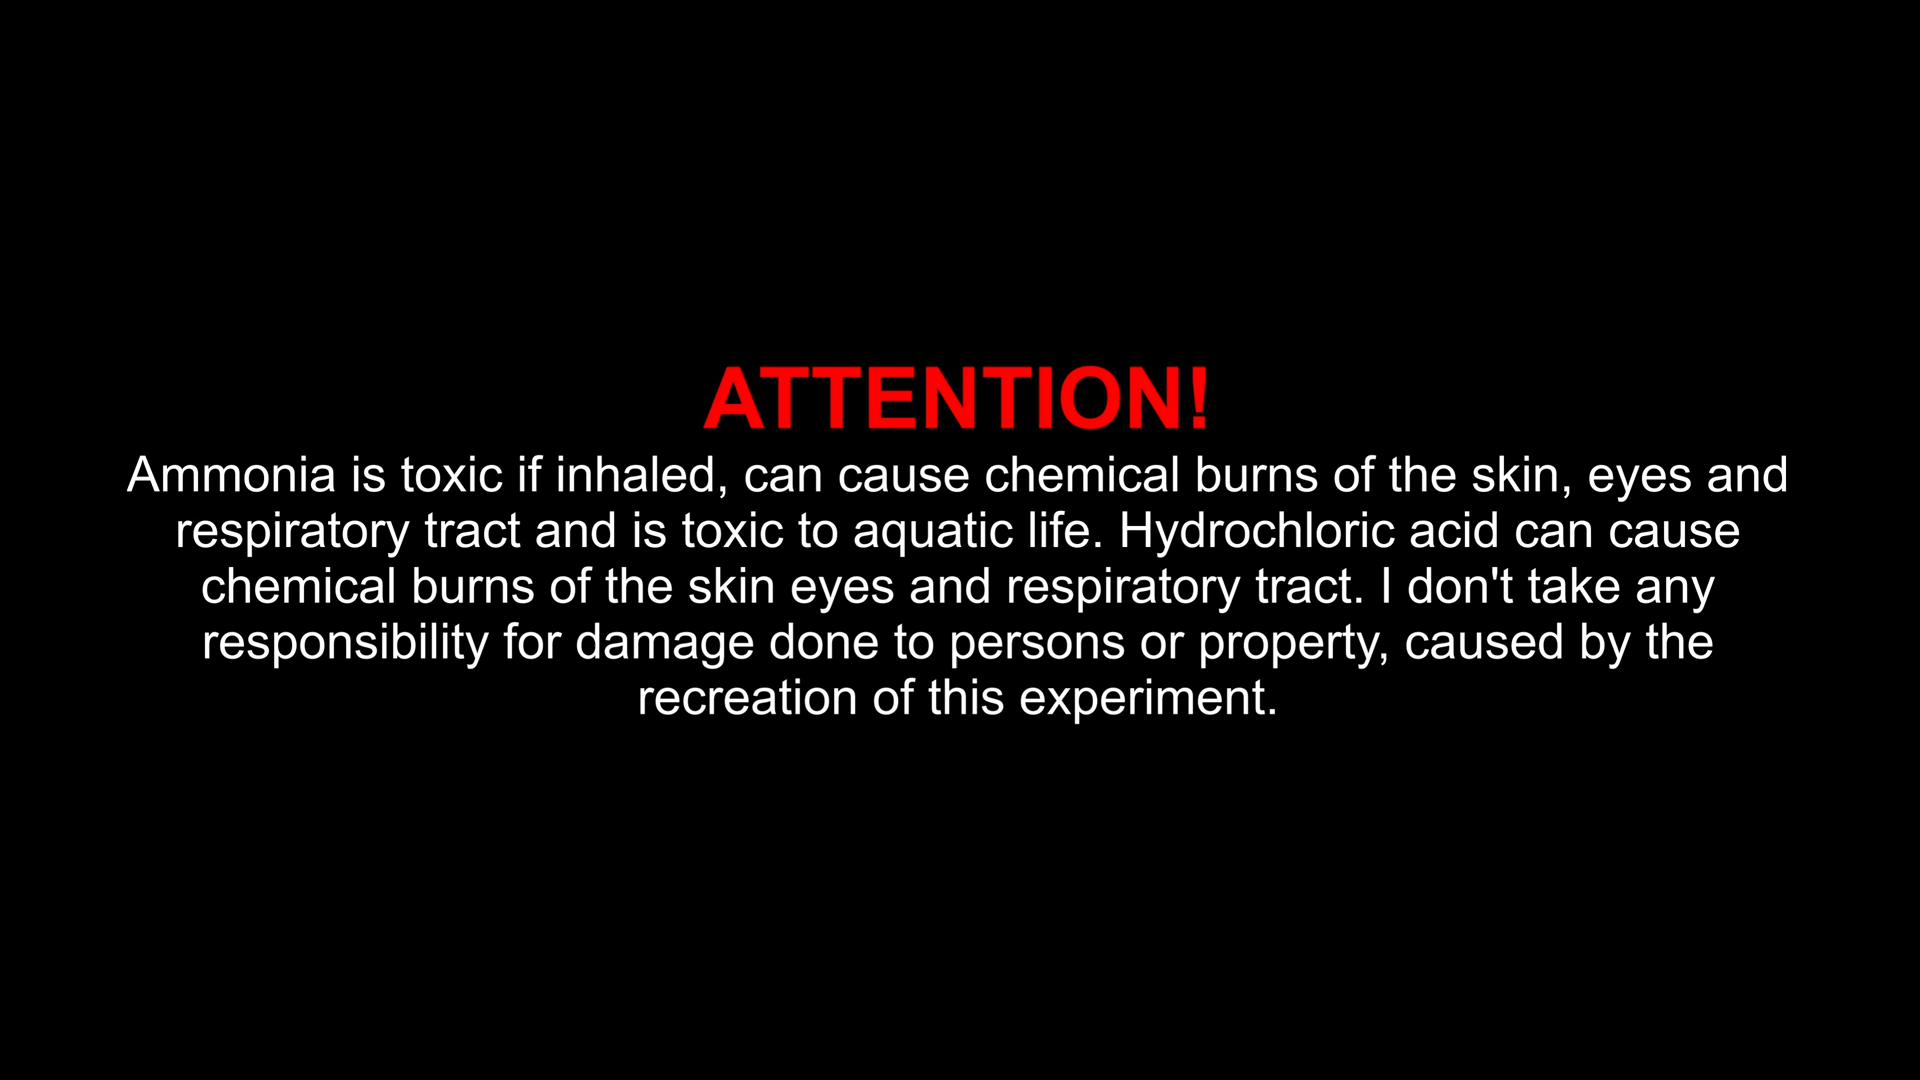 ATTENTION!
Ammonia is toxic if inhaled, can cause chemical burns of the skin, eyes and
respiratory tract and is toxic to aquatic life. Hydrochloric acid can cause
chemical burns of the skin eyes and respiratory tract. I don't take any
responsibility for damage done to persons or property, caused by the
recreation of this experiment.